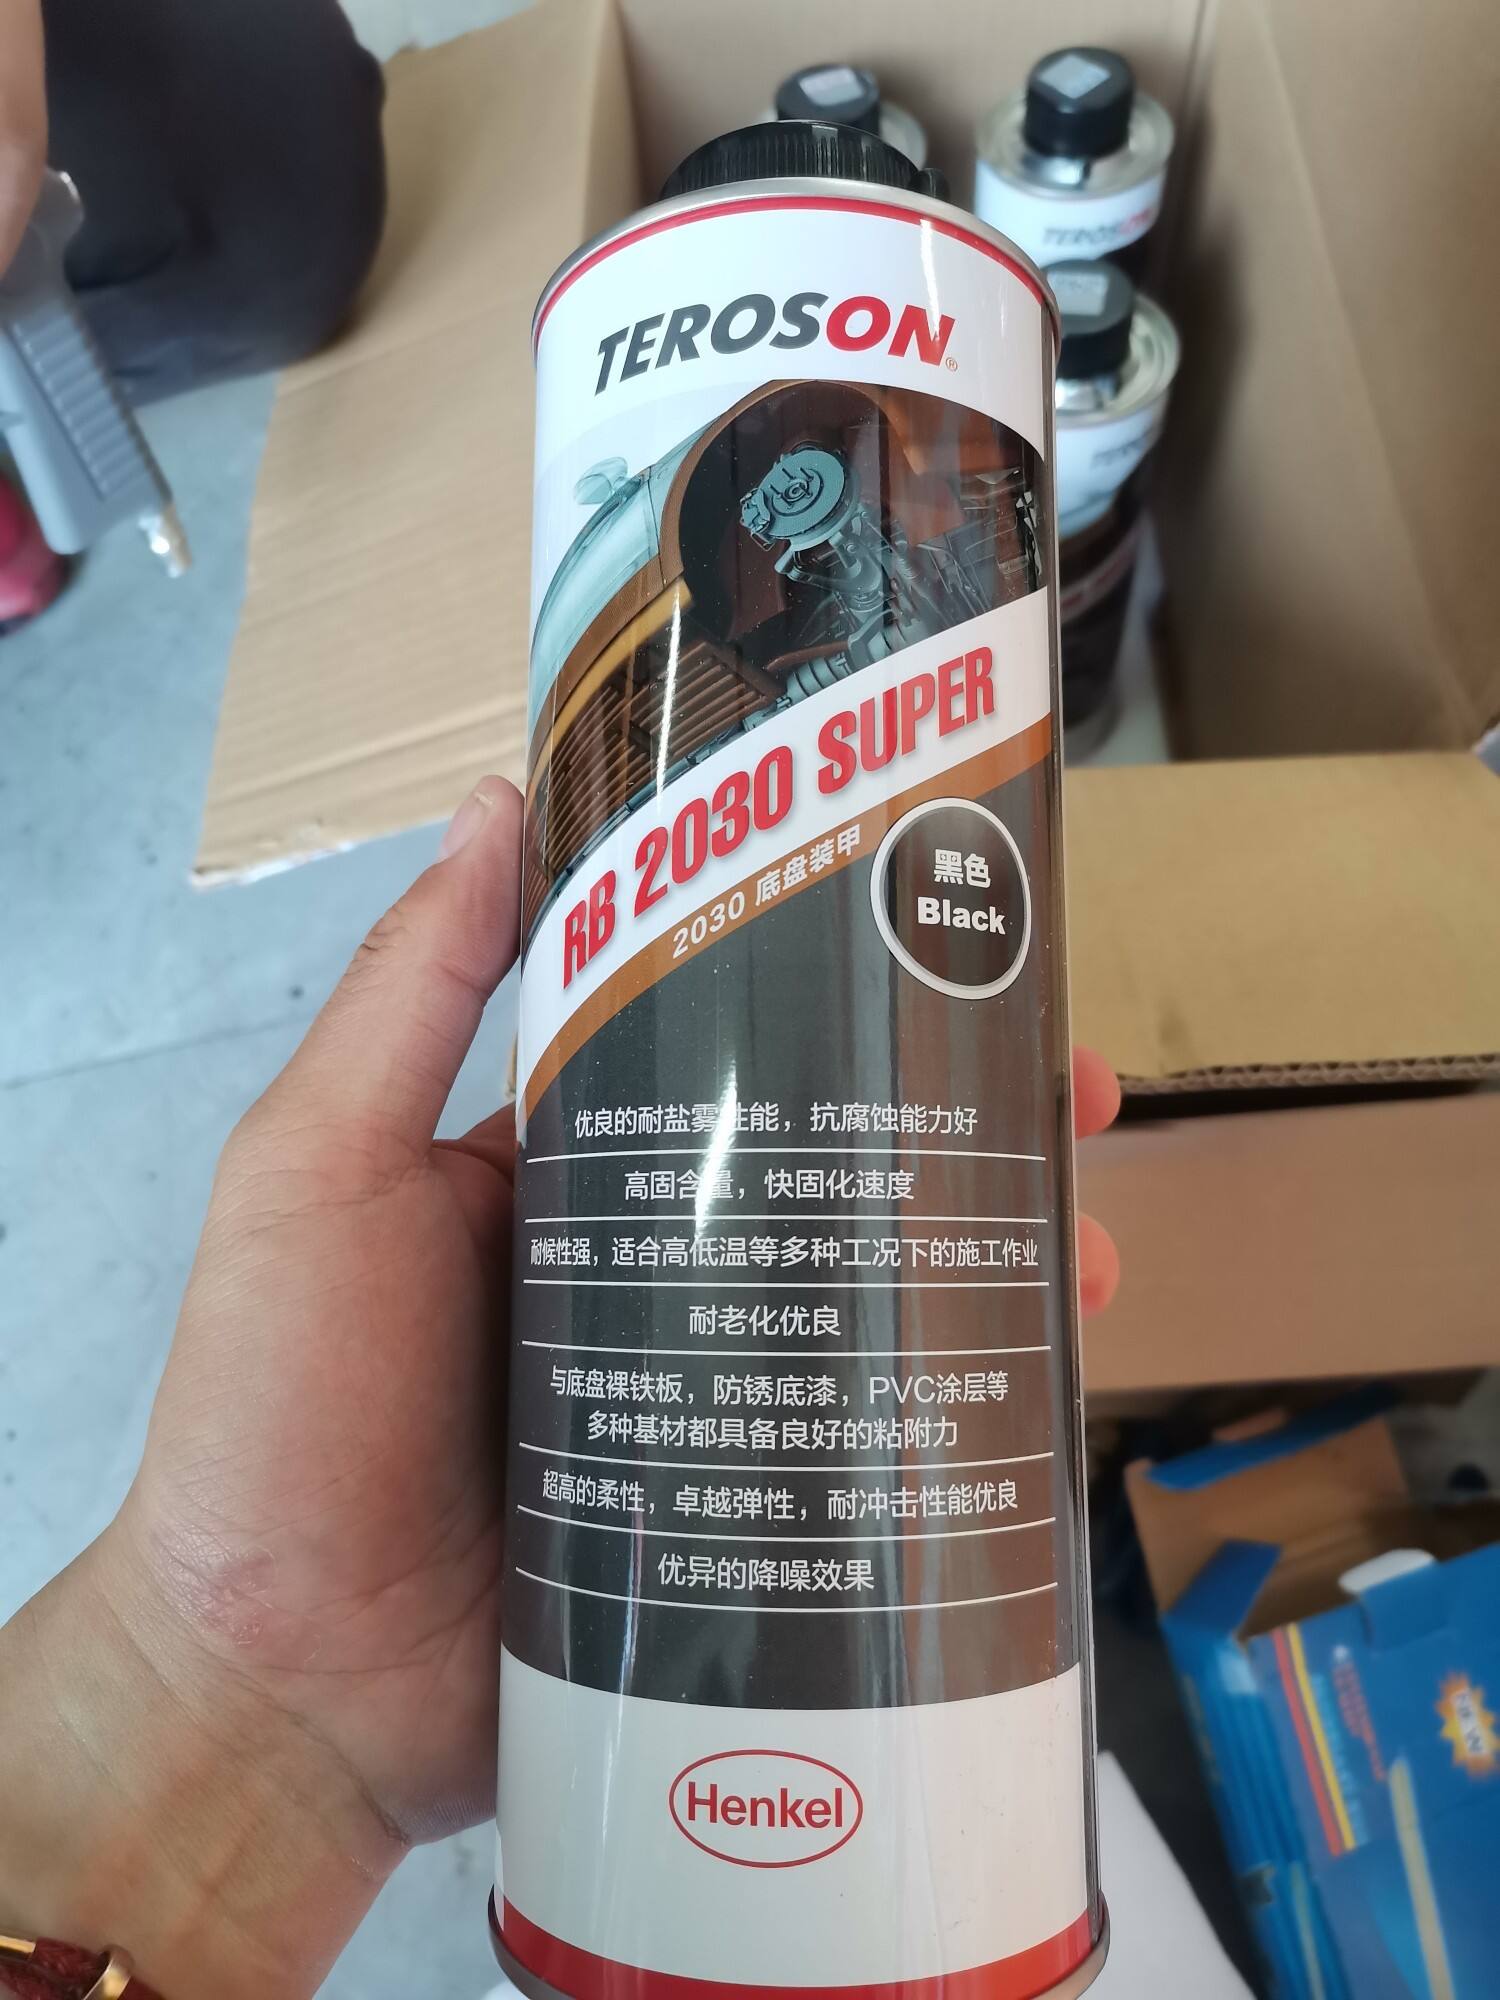 TEROSON
TEROSON
TEROSON®
RB 2030 SUPER
2030 底盘装甲
黑色
Black
优良的耐盐雾性能，抗腐蚀能力好
高固含量，快固化速度
耐候性强，适合高低温等多种工况下的施工作业
耐老化优良
与底盘裸铁板，防锈底漆，PVC涂层等
多种基材都具备良好的粘附力
超高的柔性，卓越弹性，耐冲击性能优良
优异的降噪效果
Henkel
NEW